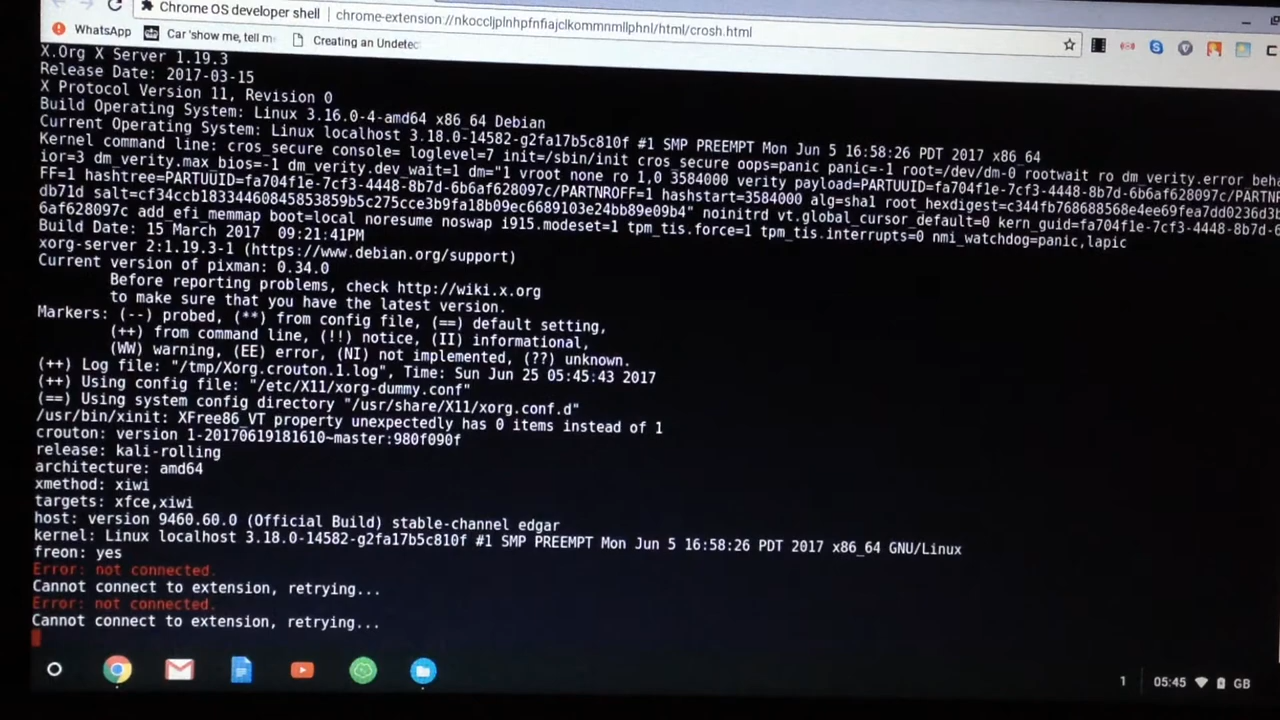 Chrome OS developer shell | chrome-extension://nkoccljplnhpfnfiajclkommnmllphnl/html/crosh.html
WhatsApp Car 'show me, tell m Creating an Undetec
X.Org X Server 1.19.3
Release Date: 2017-03-15
X Protocol Version 11, Revision 0
Build Operating System: Linux 3.16.0-4-amd64 x86_64 Debian
Current Operating System: Linux localhost 3.18.0-14582-g2fa17b5c810f #1 SMP PREEMPT Mon Jun 5 16:58:26 PDT 2017 x86_64
Kernel command line: cros_secure console= loglevel=7 init=/sbin/init cros_secure oops=panic panic=-1 root=/dev/dm-0 rootwait ro dm_verity.error_beha
ior=3 dm_verity.max_bios=-1 dm_verity.dev_wait=1 dm="1 vroot none ro 1,0 3584000 verity payload=PARTUUID=fa704f1e-7cf3-4448-8b7d-6b6af628097c/PARTNR
FF=1 hashtree=PARTUUID=fa704f1e-7cf3-4448-8b7d-6b6af628097c/PARTNROFF=1 hashstart=3584000 alg=sha1 root_hexdigest=c344fb768688568e4ee69fea7dd0236d3
db71d salt=cf34ccb18334460845853859b5c275cce3b9fa18b09ec6689103e24bb89e09b4" noinitrd vt.global_cursor_default=0 kern_guid=fa704f1e-7cf3-4448-8b7d-6
6af628097c add_efi_memmap boot=local noresume noswap i915.modeset=1 tpm_tis.force=1 tpm_tis.interrupts=0 nmi_watchdog=panic,lapic
Build Date: 15 March 2017  09:21:41PM
xorg-server 2:1.19.3-1 (https://www.debian.org/support)
Current version of pixman: 0.34.0
Before reporting problems, check http://wiki.x.org
to make sure that you have the latest version.
Markers: (--) probed, (**) from config file, (==) default setting,
(++) from command line, (!!) notice, (II) informational,
(WW) warning, (EE) error, (NI) not implemented, (??) unknown.
(++) Log file: "/tmp/Xorg.crouton.1.log", Time: Sun Jun 25 05:45:43 2017
(++) Using config file: "/etc/X11/xorg-dummy.conf"
(==) Using system config directory "/usr/share/X11/xorg.conf.d"
/usr/bin/xinit: XFree86_VT property unexpectedly has 0 items instead of 1
crouton: version 1-20170619181610~master:980f090f
release: kali-rolling
architecture: amd64
xmethod: xiwi
targets: xfce,xiwi
host: version 9460.60.0 (Official Build) stable-channel edgar
kernel: Linux localhost 3.18.0-14582-g2fa17b5c810f #1 SMP PREEMPT Mon Jun 5 16:58:26 PDT 2017 x86_64 GNU/Linux
freon: yes
Error: not connected.
Cannot connect to extension, retrying...
Error: not connected.
Cannot connect to extension, retrying...
1 05:45 GB